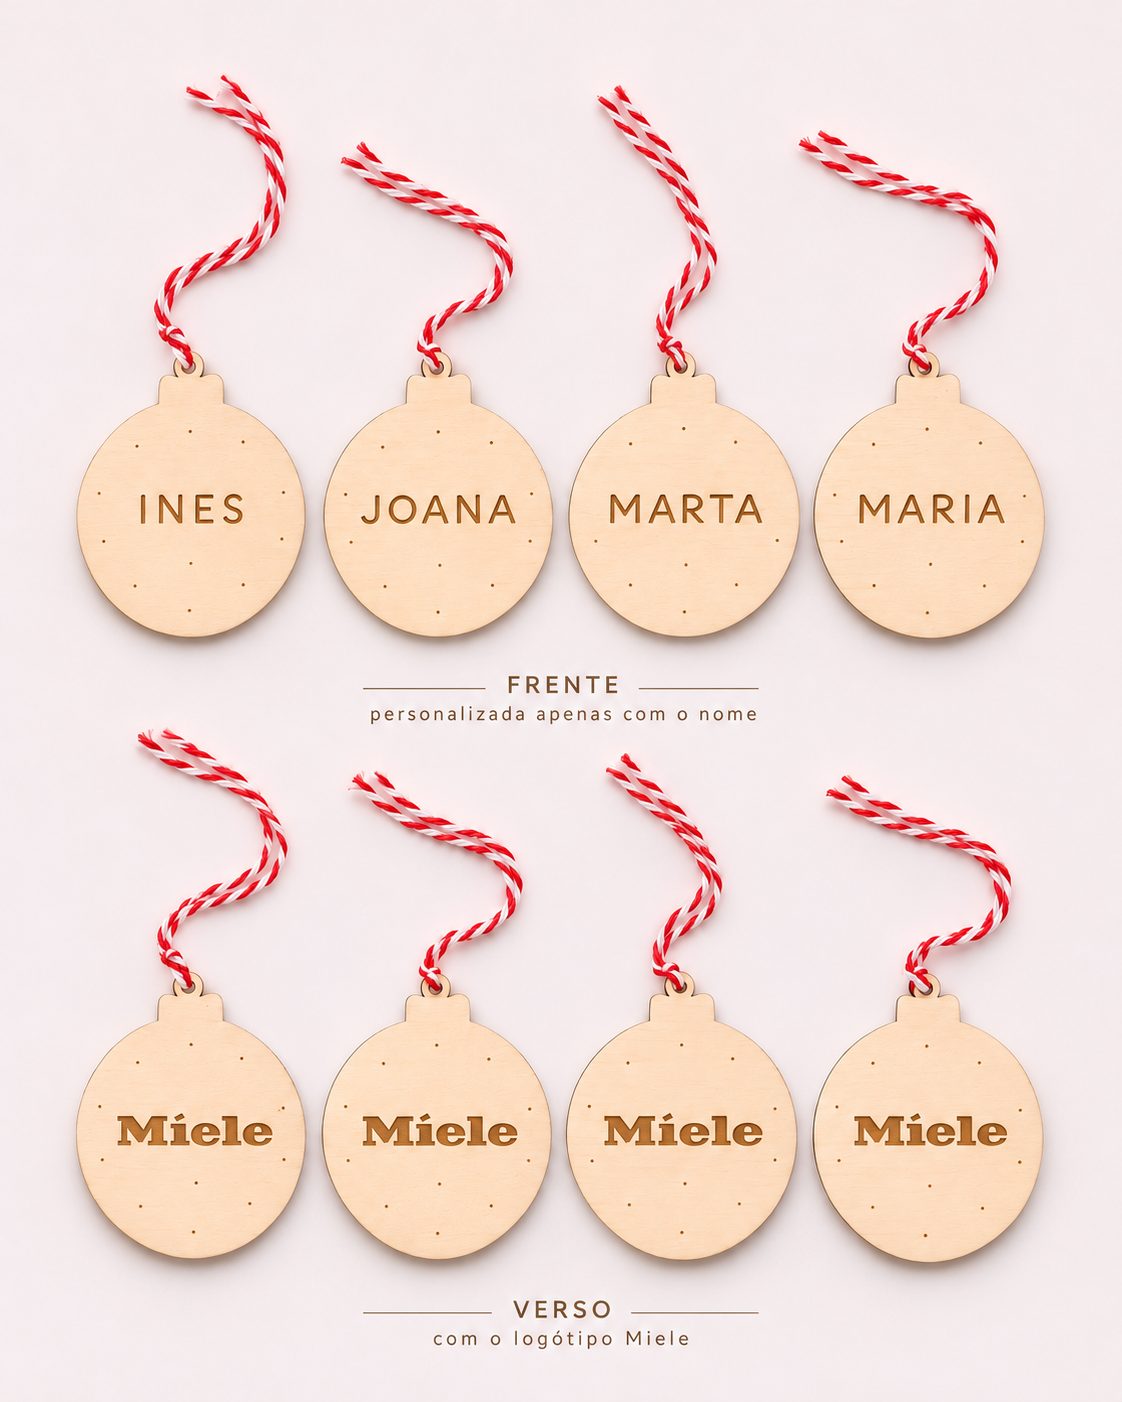 INES JOANA MARTA MARIA
FRENTE
personalizada apenas com o nome
Miele Miele Miele Miele
VERSO
com o logótipo Miele